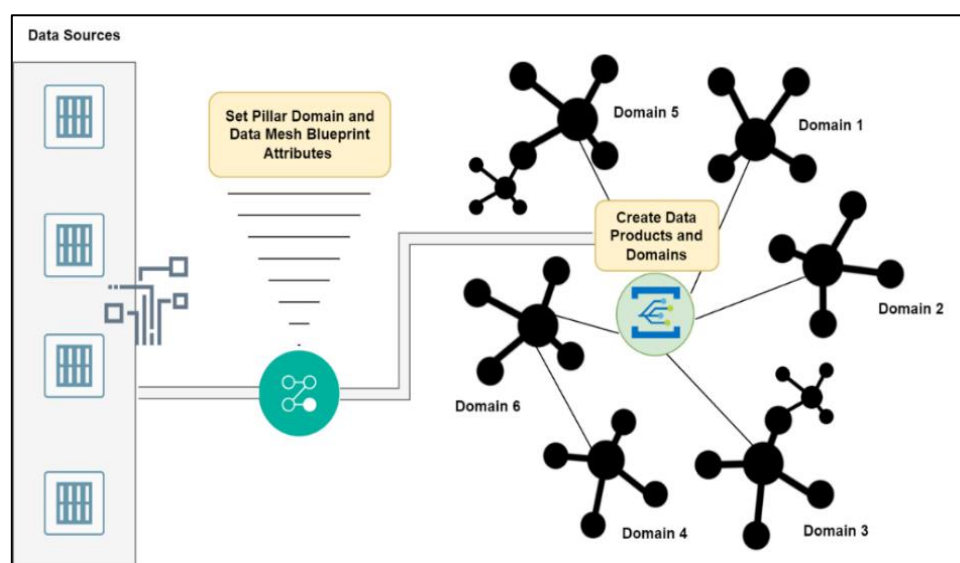 Data Sources
Set Pillar Domain and
Data Mesh Blueprint
Attributes
Domain 5
Domain 1
Create Data
Products and
Domains
Domain 2
Domain 6
Domain 4
Domain 3